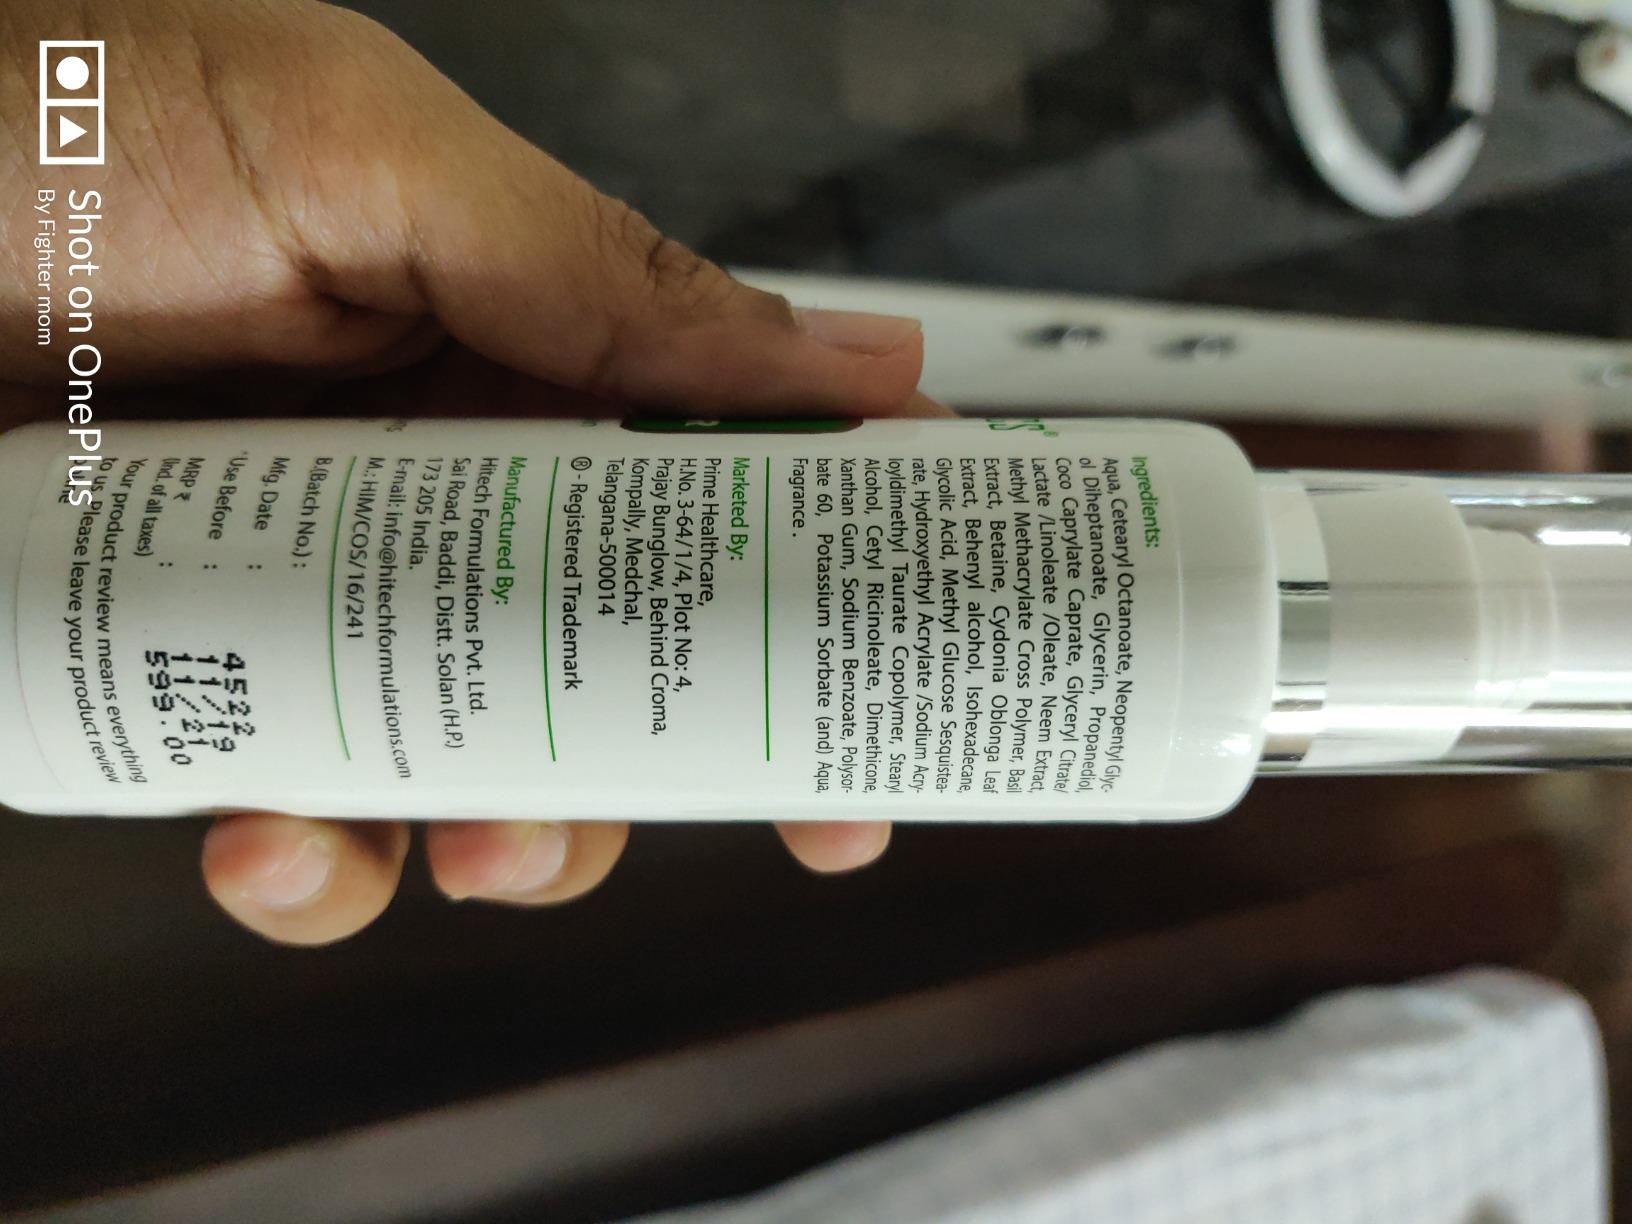 Ingredients:
Aqua, Cetearyl Octanoate, Neopentyl Glyc-
ol Diheptanoate, Glycerin, Propanediol,
Coco Caprylate Caprate, Glyceryl Citrate/
Lactate /Linoleate /Oleate, Neem Extract,
Methyl Methacrylate Cross Polymer, Basil
Extract, Betaine, Cydonia Oblonga Leaf
Extract, Behenyl alcohol, Isohexadecane,
Glycolic Acid, Methyl Glucose Sesquistea-
rate, Hydroxyethyl Acrylate /Sodium Acry-
loyldimethyl Taurate Copolymer, Stearyl
Alcohol, Cetyl Ricinoleate, Dimethicone,
Xanthan Gum, Sodium Benzoate, Polysor-
bate 60, Potassium Sorbate (and) Aqua,
Fragrance.
Marketed By:
Prime Healthcare,
H.No. 3-64/1/4, Plot No: 4,
Prajay Bunglow, Behind Croma,
Kompally, Medchal,
Telangana-500014
® - Registered Trademark
Manufactured By:
Hitech Formulations Pvt. Ltd.
Sai Road, Baddi, Distt. Solan (H.P.)
173 205 India.
E-mail: info@hitechformulations.com
M.: HIM/COS/16/241
B.(Batch No.) : 4522
Mfg. Date : 11/19
*Use Before : 11/21
MRP ₹ : 599.00
(Ind. of all taxes)
Your product review means everything
to us. Please leave your product review
Shot on OnePlus
By Fighter mom